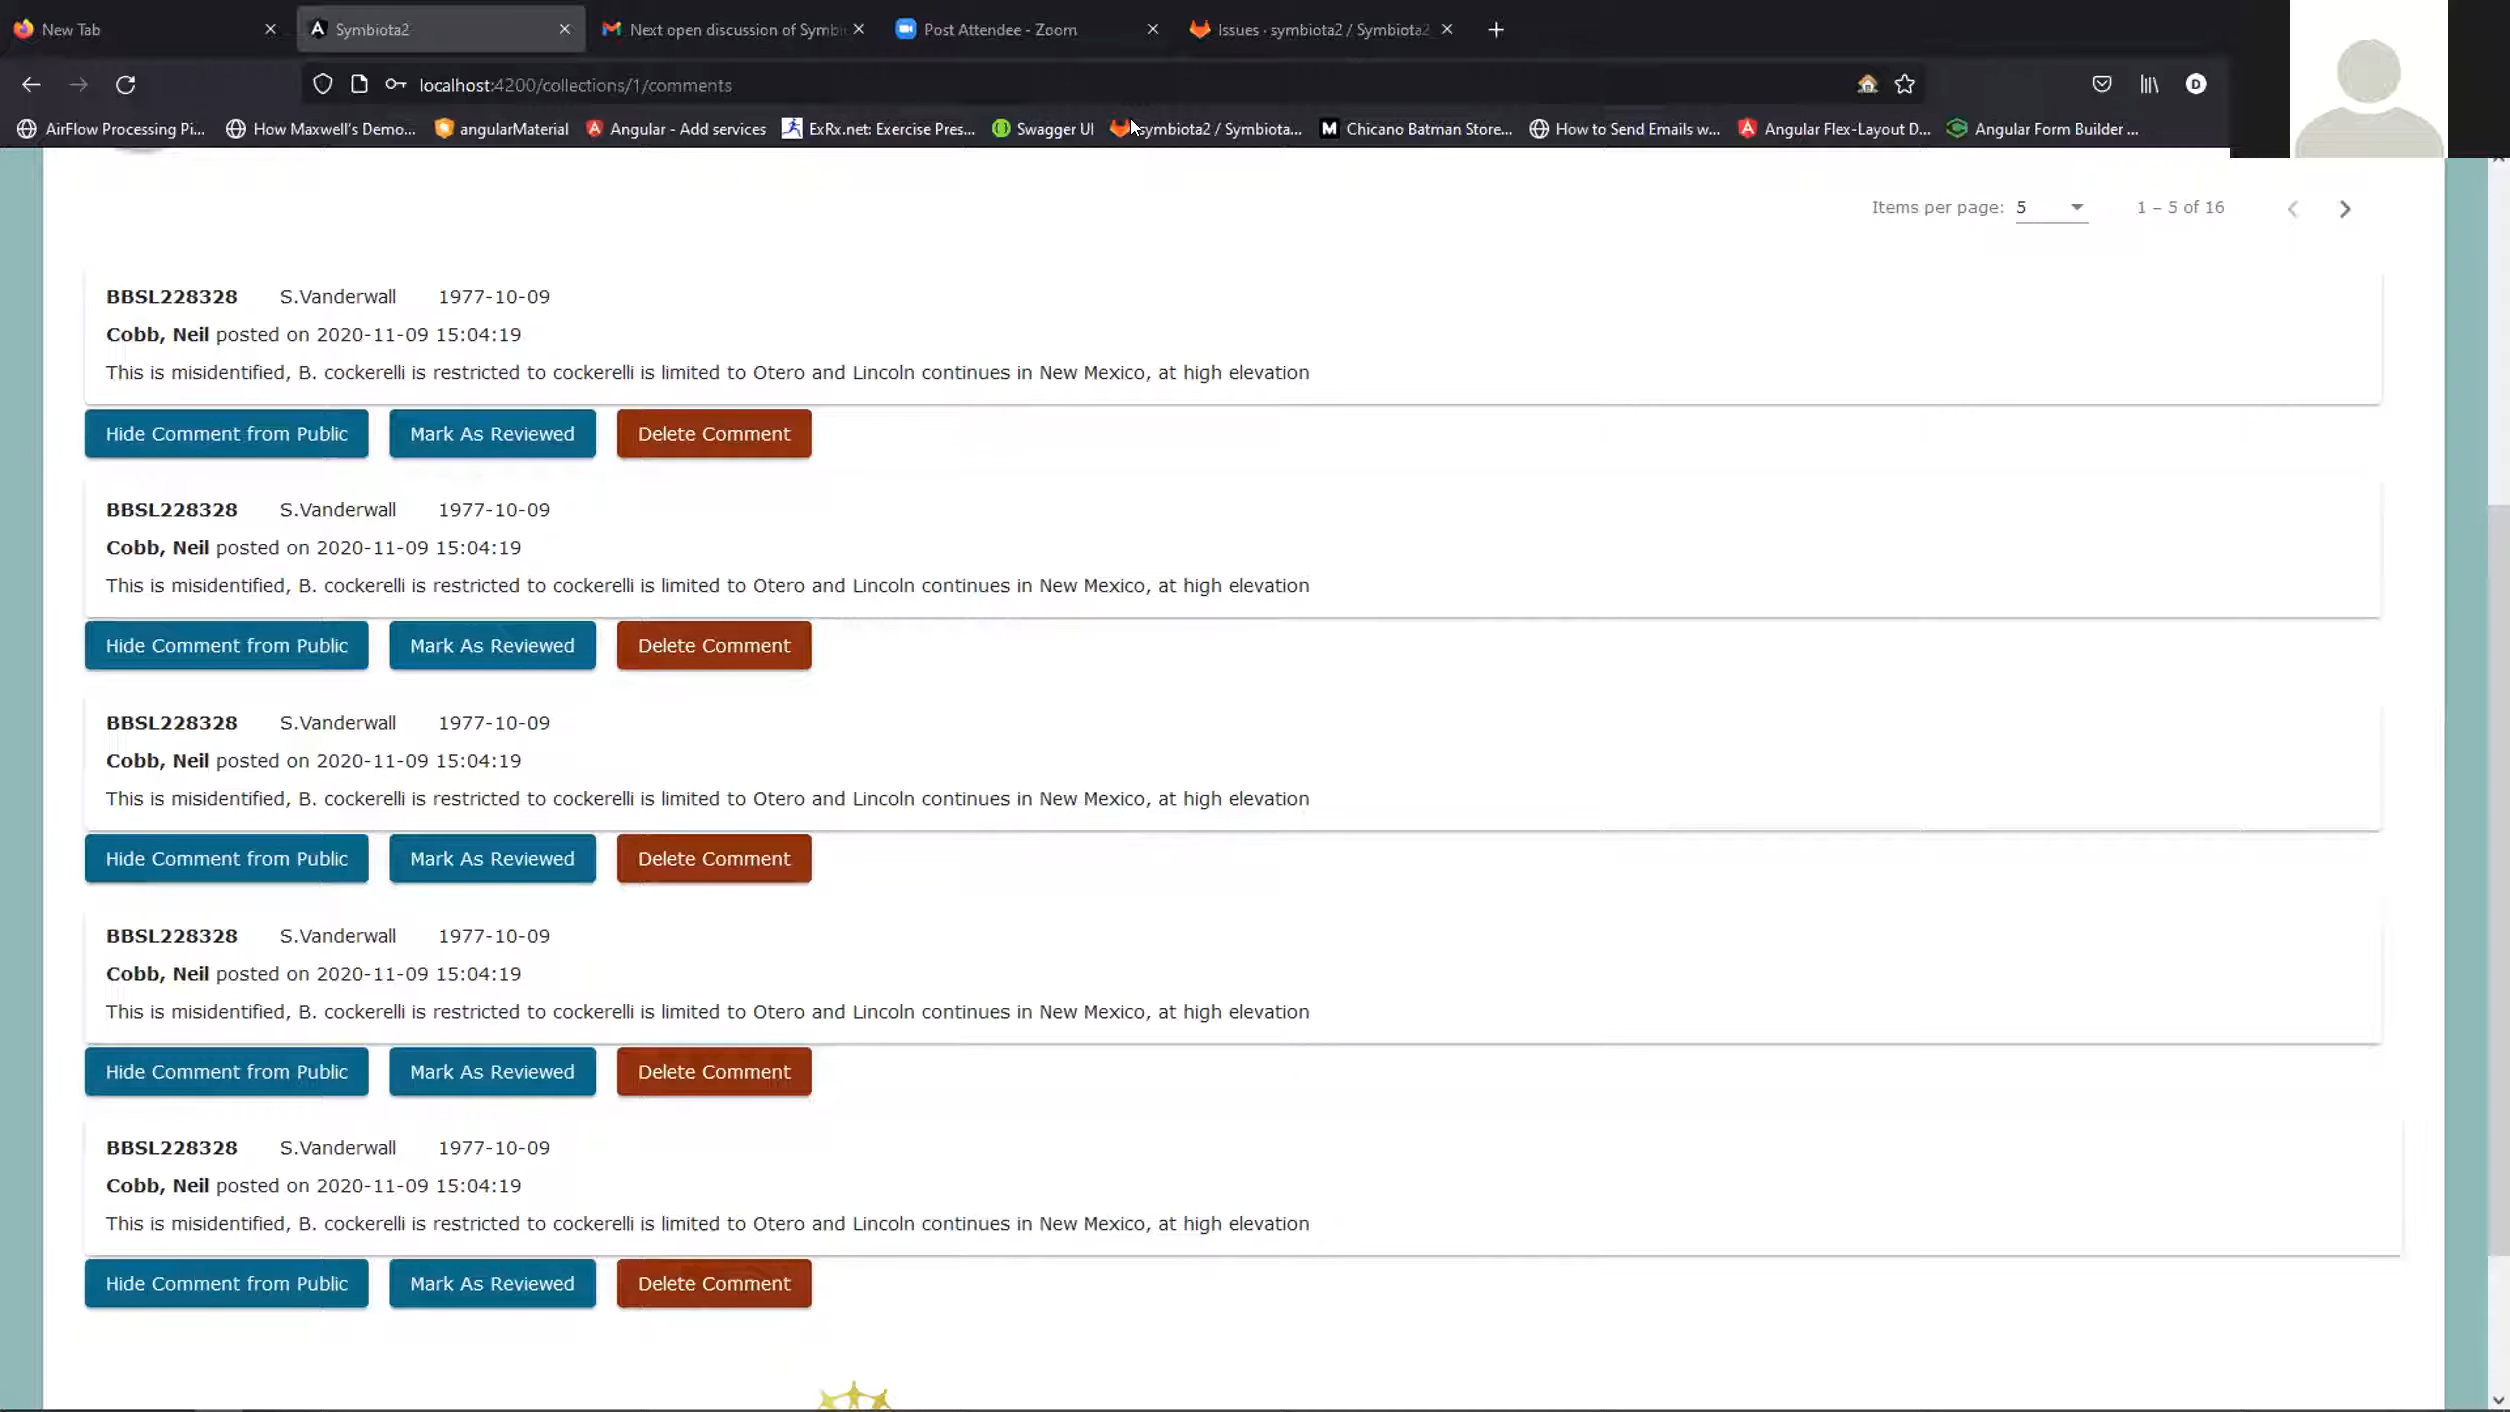 New Tab
Symbiota2
Next open discussion of Symbi
Post Attendee - Zoom
Issues · symbiota2 / Symbiota2
localhost:4200/collections/1/comments
D
AirFlow Processing Pi...
How Maxwell's Demo...
angularMaterial
Angular - Add services
ExRx.net: Exercise Pres...
Swagger UI
symbiota2 / Symbiota...
M Chicano Batman Store...
How to Send Emails w...
Angular Flex-Layout D...
Angular Form Builder ...
Items per page: 5 1 – 5 of 16
BBSL228328 S.Vanderwall 1977-10-09
Cobb, Neil posted on 2020-11-09 15:04:19
This is misidentified, B. cockerelli is restricted to cockerelli is limited to Otero and Lincoln continues in New Mexico, at high elevation
Hide Comment from Public Mark As Reviewed Delete Comment
BBSL228328 S.Vanderwall 1977-10-09
Cobb, Neil posted on 2020-11-09 15:04:19
This is misidentified, B. cockerelli is restricted to cockerelli is limited to Otero and Lincoln continues in New Mexico, at high elevation
Hide Comment from Public Mark As Reviewed Delete Comment
BBSL228328 S.Vanderwall 1977-10-09
Cobb, Neil posted on 2020-11-09 15:04:19
This is misidentified, B. cockerelli is restricted to cockerelli is limited to Otero and Lincoln continues in New Mexico, at high elevation
Hide Comment from Public Mark As Reviewed Delete Comment
BBSL228328 S.Vanderwall 1977-10-09
Cobb, Neil posted on 2020-11-09 15:04:19
This is misidentified, B. cockerelli is restricted to cockerelli is limited to Otero and Lincoln continues in New Mexico, at high elevation
Hide Comment from Public Mark As Reviewed Delete Comment
BBSL228328 S.Vanderwall 1977-10-09
Cobb, Neil posted on 2020-11-09 15:04:19
This is misidentified, B. cockerelli is restricted to cockerelli is limited to Otero and Lincoln continues in New Mexico, at high elevation
Hide Comment from Public Mark As Reviewed Delete Comment